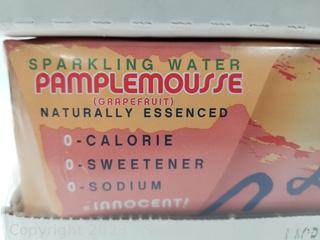 SPARKLING WATER
PAMPLEMOUSSE
(GRAPEFRUIT)
NATURALLY ESSENCED
0-CALORIE
0-SWEETENER
0-SODIUM
INNOCENT!